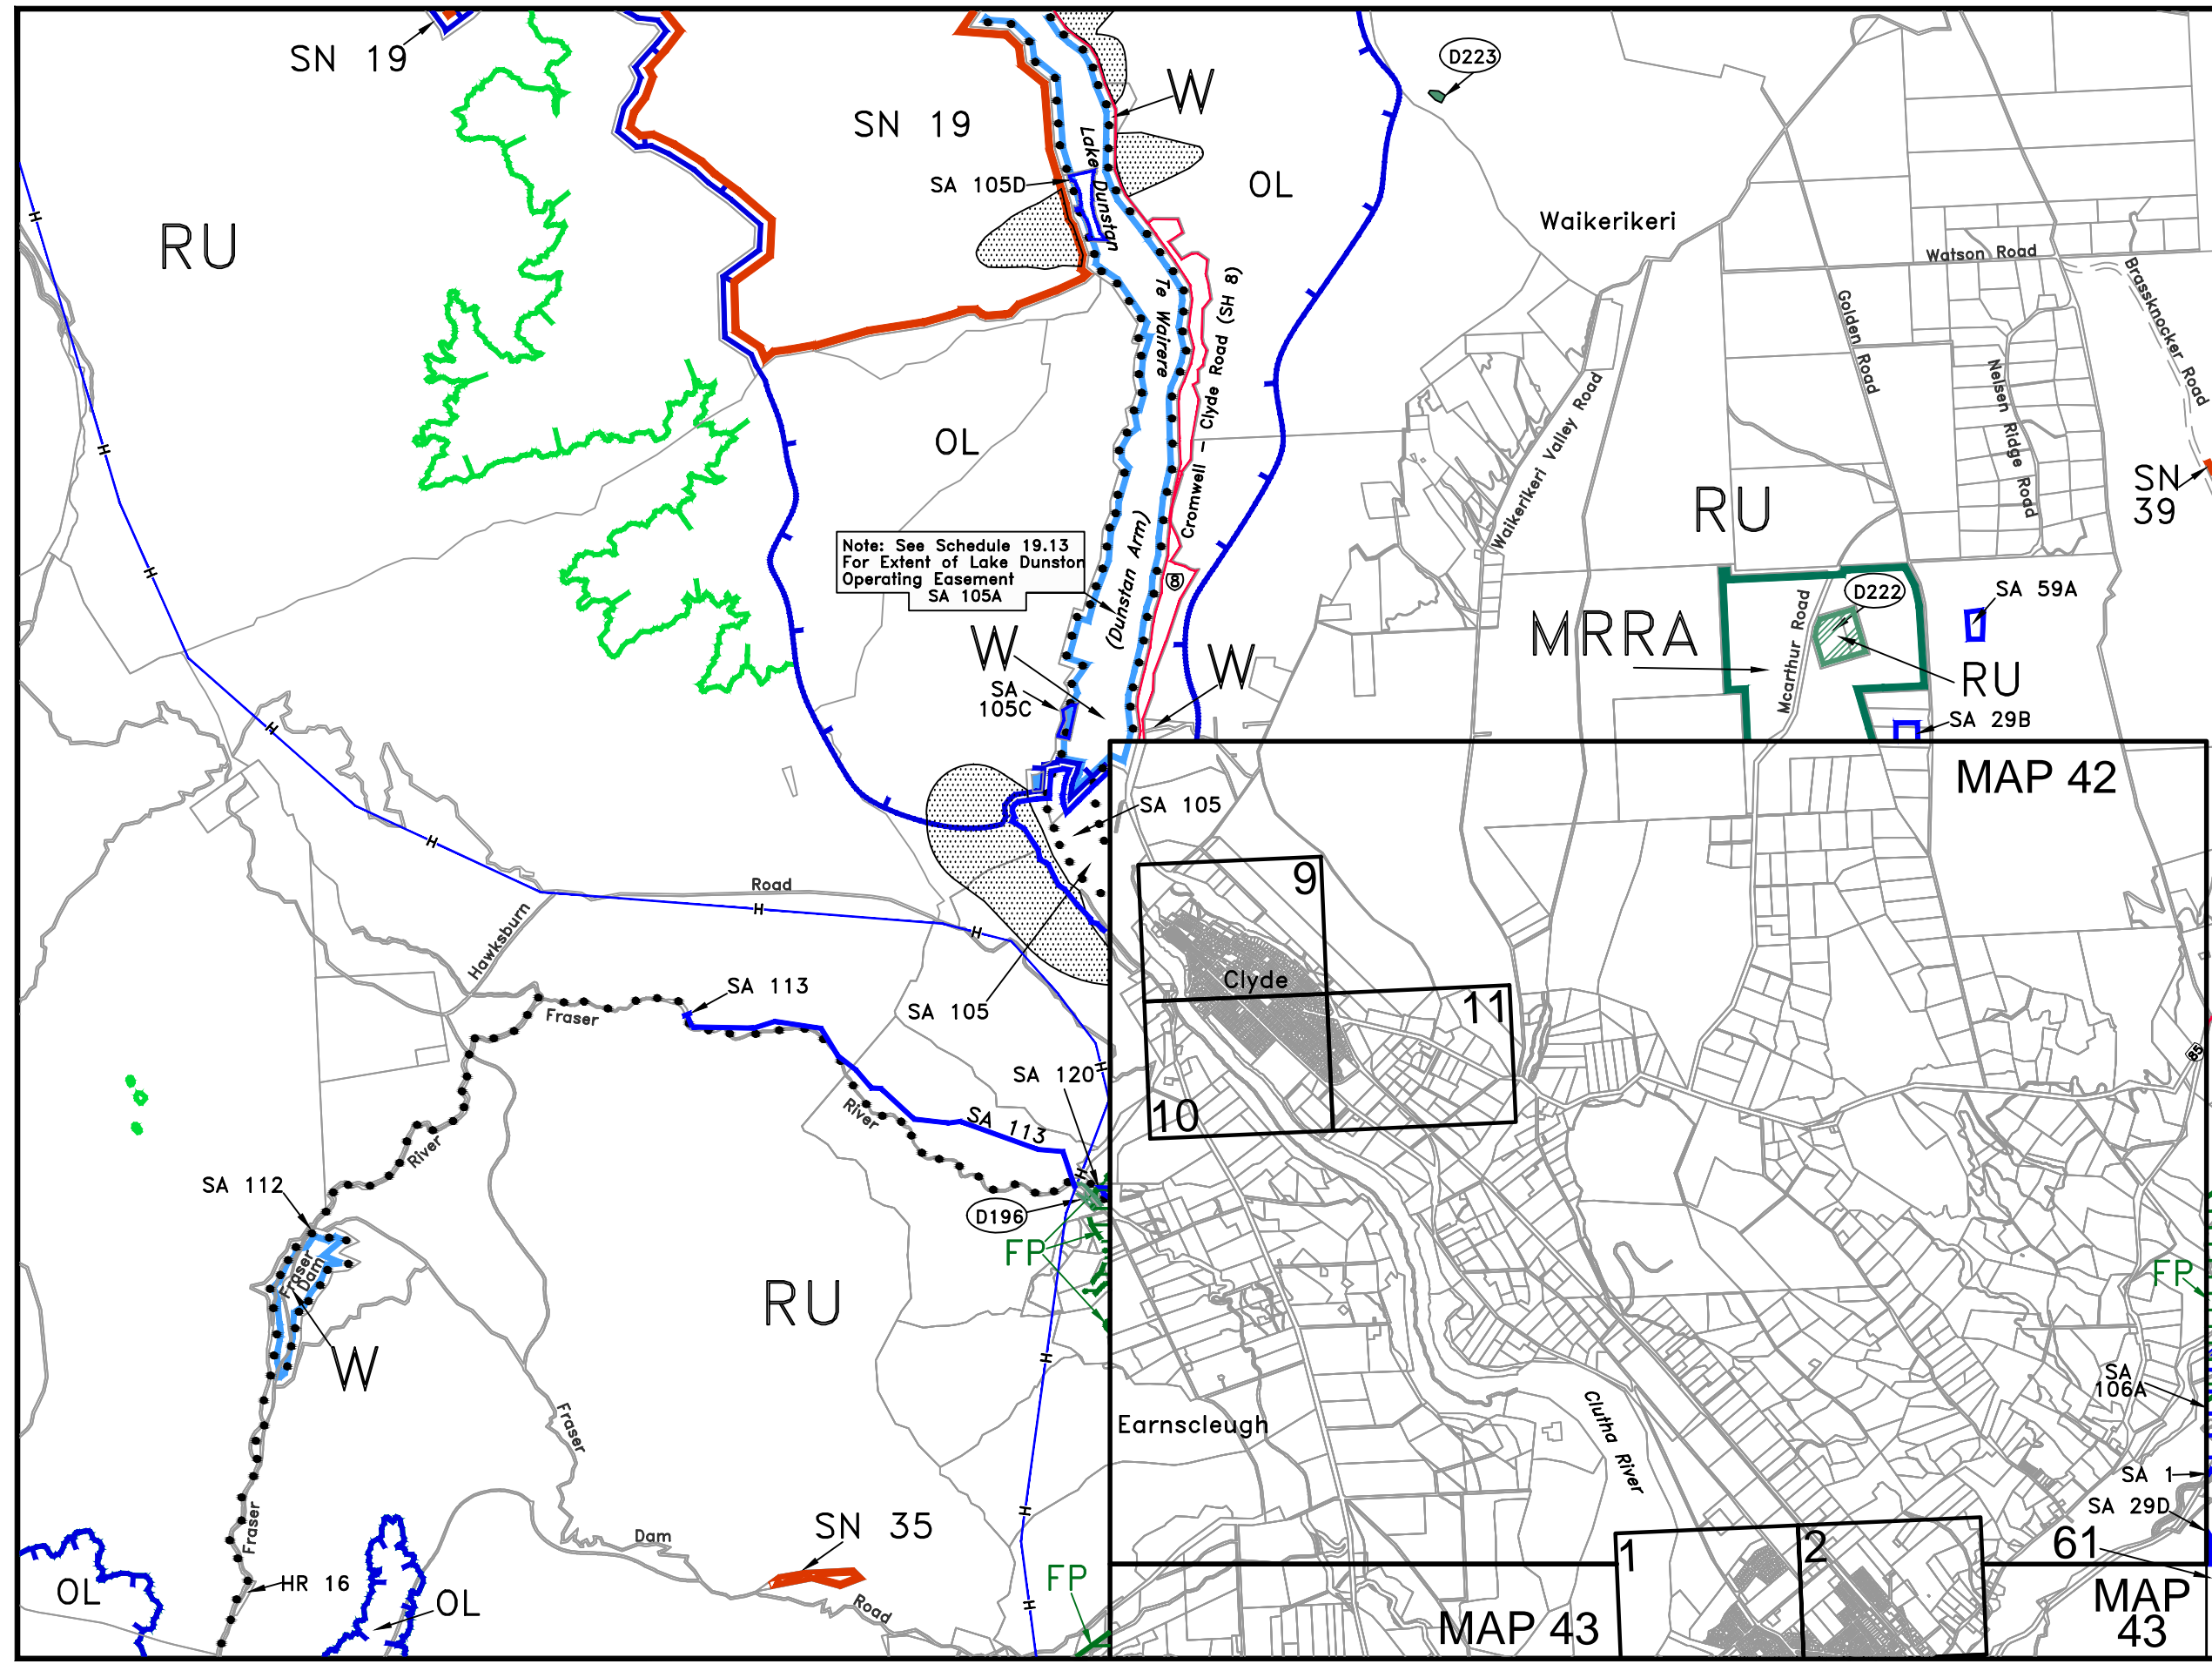 SN 19
D223
W
SN 19
Lake Dunstan
SA 105D
OL
Waikerikeri
RU
Watson Road
Brassknocker Road
Te Wairere
Cromwell – Clyde Road (SH 8)
Golden Road
Nelsen Ridge Road
Waikerikeri Valley Road
OL
SN
39
RU
H
H
H
Note: See Schedule 19.13
For Extent of Lake Dunston
Operating Easement
SA 105A
(Dunstan Arm)
8
D222
SA 59A
MRRA
Mcarthur Road
W
W
RU
SA
105C
SA 29B
H
MAP 42
SA 105
H
9
Road
H
Hawksburn
H
Clyde
SA 113
SA 105
11
Fraser
85
H
SA 120
River
SA 113
10
River
H
SA 112
D196
FP
FP
Fraser
Dam
RU
H
W
SA
106A
Earnscleugh
Clutha River
Fraser
SA 1
SA 29D
H
Fraser
SN 35
Dam
61
1
2
HR 16
OL
OL
FP
H
Road
MAP 43
MAP
43